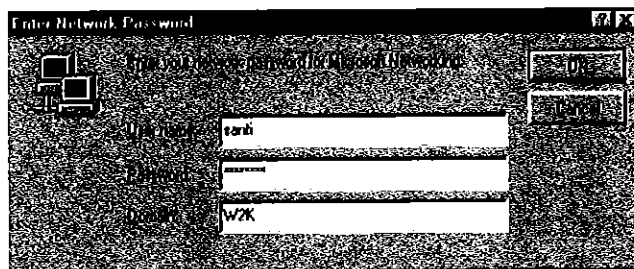 Enter Network Password
Enter your network password for Microsoft Networking.
OK
Cancel
User name:
santi
Password:
Domain:
W2K